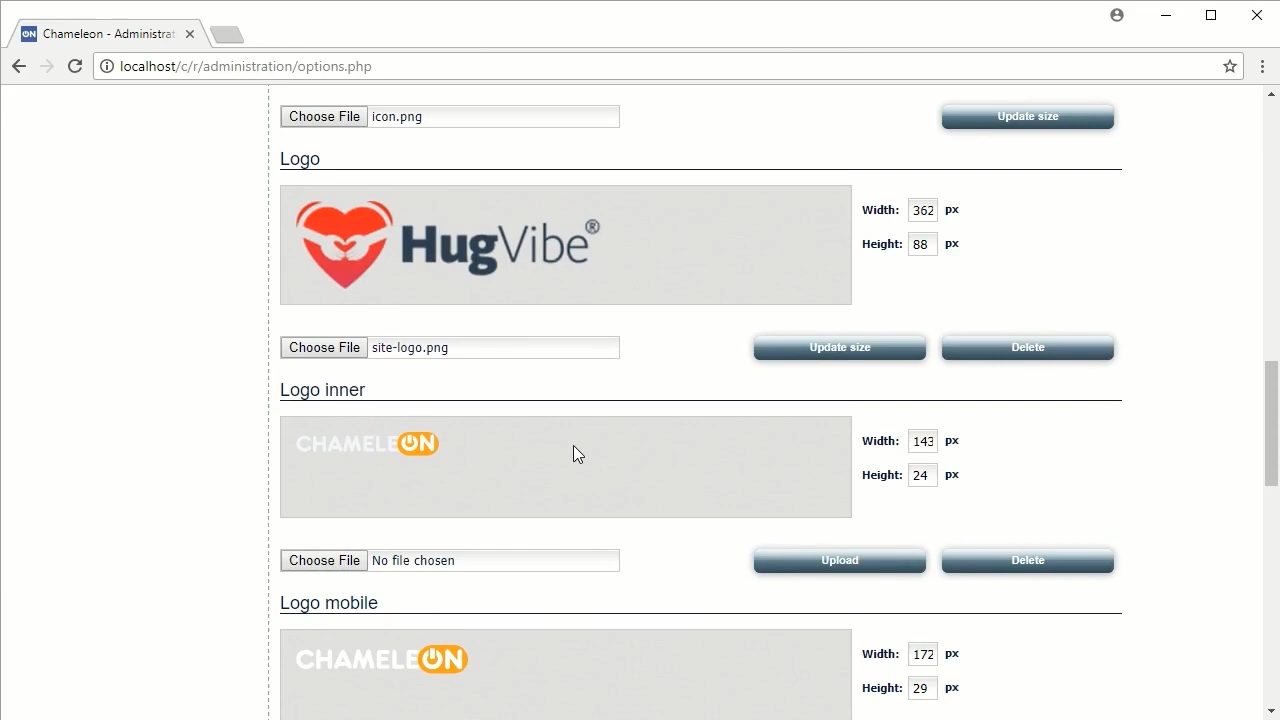 Chameleon - Administrat
localhost/c/r/administration/options.php
Choose File icon.png Update size
Logo
HugVibe®
Width: 362 px
Height: 88 px
Choose File site-logo.png Update size Delete
Logo inner
CHAMELEON
Width: 143 px
Height: 24 px
Choose File No file chosen Upload Delete
Logo mobile
CHAMELEON
Width: 172 px
Height: 29 px